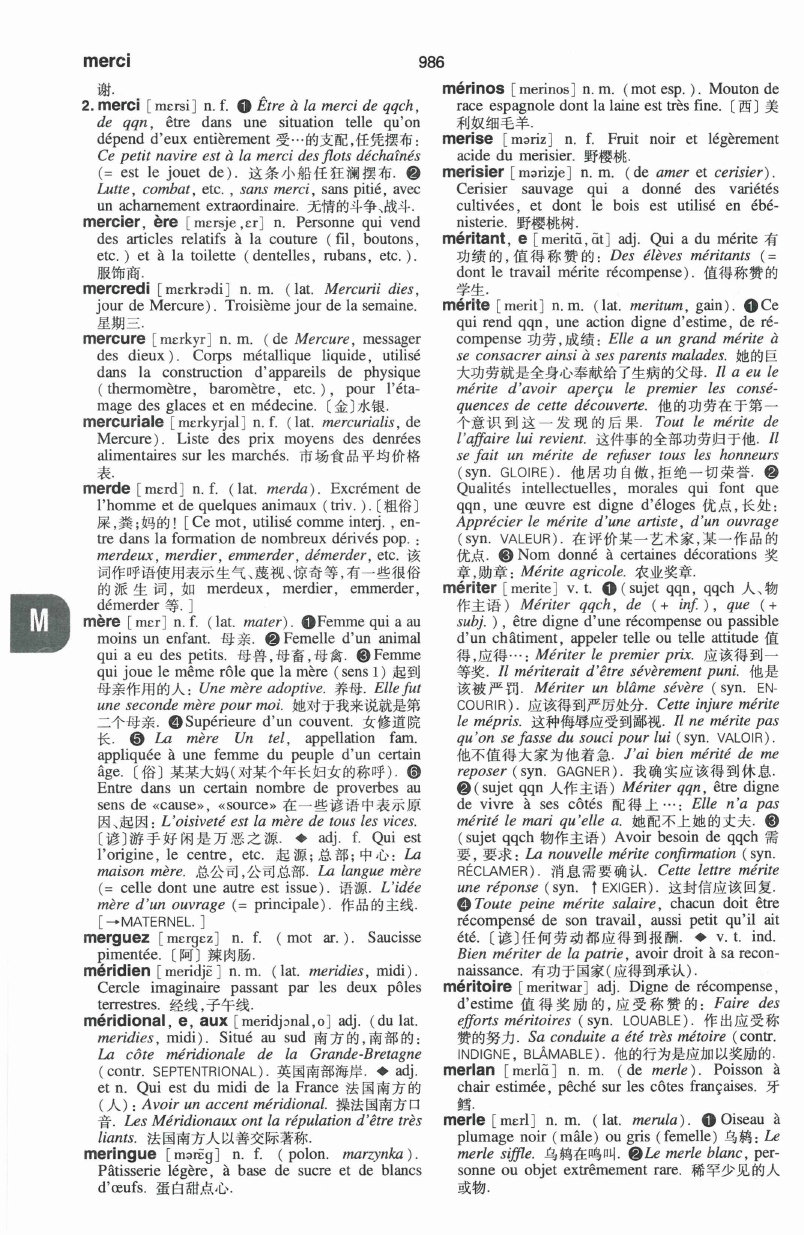 merci
986
谢.
2. merci [mɛrsi] n. f. ❶ Être à la merci de qqch,
de qqn, être dans une situation telle qu'on
dépend d'eux entièrement 受…的支配,任凭摆布:
Ce petit navire est à la merci des flots déchaînés
(= est le jouet de). 这条小船任狂澜摆布. ❷
Lutte, combat, etc., sans merci, sans pitié, avec
un acharnement extraordinaire. 无情的斗争、战斗.
mercier, ère [mɛrsje,ɛr] n. Personne qui vend
des articles relatifs à la couture (fil, boutons,
etc.) et à la toilette (dentelles, rubans, etc.).
服饰商.
mercredi [mɛrkrədi] n. m. (lat. Mercurii dies,
jour de Mercure). Troisième jour de la semaine.
星期三.
mercure [mɛrkyr] n. m. (de Mercure, messager
des dieux). Corps métallique liquide, utilisé
dans la construction d'appareils de physique
(thermomètre, baromètre, etc.), pour l'éta-
mage des glaces et en médecine. 〔金〕水银.
mercuriale [mɛrkyrjal] n. f. (lat. mercurialis, de
Mercure). Liste des prix moyens des denrées
alimentaires sur les marchés. 市场食品平均价格
表.
merde [mɛrd] n. f. (lat. merda). Excrément de
l'homme et de quelques animaux (triv.).〔粗俗〕
屎,粪;妈的! [Ce mot, utilisé comme interj., en-
tre dans la formation de nombreux dérivés pop. :
merdeux, merdier, emmerder, démerder, etc. 该
词作呼语使用表示生气、蔑视、惊奇等,有一些很俗
的派生词, 如 merdeux, merdier, emmerder,
démerder 等.]
M
mère [mɛr] n. f. (lat. mater). ❶Femme qui a au
moins un enfant. 母亲. ❷ Femelle d'un animal
qui a eu des petits. 母兽,母畜,母禽. ❸ Femme
qui joue le même rôle que la mère (sens 1) 起到
母亲作用的人: Une mère adoptive. 养母. Elle fut
une seconde mère pour moi. 她对于我来说就是第
二个母亲. ❹ Supérieure d'un couvent. 女修道院
长. ❺ La mère Un tel, appellation fam.
appliquée à une femme du peuple d'un certain
âge. 〔俗〕某某大妈(对某个年长妇女的称呼). ❻
Entre dans un certain nombre de proverbes au
sens de «cause», «source» 在一些谚语中表示原
因、起因: L'oisiveté est la mère de tous les vices.
〔谚〕游手好闲是万恶之源. ◆ adj. f. Qui est
l'origine, le centre, etc. 起源; 总部; 中心: La
maison mère. 总公司,公司总部. La langue mère
(= celle dont une autre est issue). 语源. L'idée
mère d'un ouvrage (= principale). 作品的主线.
[→MATERNEL.]
merguez [mɛrgɛz] n. f. (mot ar.). Saucisse
pimentée. 〔阿〕辣肉肠.
méridien [meridjɛ̃] n. m. (lat. meridies, midi).
Cercle imaginaire passant par les deux pôles
terrestres. 经线,子午线.
méridional, e, aux [meridjɔnal,o] adj. (du lat.
meridies, midi). Situé au sud 南方的,南部的:
La côte méridionale de la Grande-Bretagne
(contr. SEPTENTRIONAL). 英国南部海岸. ◆ adj.
et n. Qui est du midi de la France 法国南方的
(人): Avoir un accent méridional. 操法国南方口
音. Les Méridionaux ont la répulation d'être très
liants. 法国南方人以善交际著称.
meringue [mərɛ̃g] n. f. (polon. marzynka).
Pâtisserie légère, à base de sucre et de blancs
d'œufs. 蛋白甜点心.
mérinos [merinos] n. m. (mot esp.). Mouton de
race espagnole dont la laine est très fine. 〔西〕美
利奴细毛羊.
merise [məriz] n. f. Fruit noir et légèrement
acide du merisier. 野樱桃.
merisier [mərizje] n. m. (de amer et cerisier).
Cerisier sauvage qui a donné des variétés
cultivées, et dont le bois est utilisé en ébé-
nisterie. 野樱桃树.
méritant, e [meritɑ̃,ɑ̃t] adj. Qui a du mérite 有
功绩的,值得称赞的: Des élèves méritants (=
dont le travail mérite récompense). 值得称赞的
学生.
mérite [merit] n. m. (lat. meritum, gain). ❶Ce
qui rend qqn, une action digne d'estime, de ré-
compense 功劳,成绩: Elle a un grand mérite à
se consacrer ainsi à ses parents malades. 她的巨
大功劳就是全身心奉献给了生病的父母. Il a eu le
mérite d'avoir aperçu le premier les consé-
quences de cette découverte. 他的功劳在于第一
个意识到这一发现的后果. Tout le mérite de
l'affaire lui revient. 这件事的全部功劳归于他. Il
se fait un mérite de refuser tous les honneurs
(syn. GLOIRE). 他居功自傲,拒绝一切荣誉. ❷
Qualités intellectuelles, morales qui font que
qqn, une œuvre est digne d'éloges 优点,长处:
Apprécier le mérite d'une artiste, d'un ouvrage
(syn. VALEUR). 在评价某一艺术家,某一作品的
优点. ❸ Nom donné à certaines décorations 奖
章,勋章: Mérite agricole. 农业奖章.
mériter [merite] v. t. ❶ (sujet qqn, qqch 人、物
作主语) Mériter qqch, de (+ inf.), que (+
subj.), être digne d'une récompense ou passible
d'un châtiment, appeler telle ou telle attitude 值
得,应得…: Mériter le premier prix. 应该得到一
等奖. Il mériterait d'être sévèrement puni. 他是
该被严罚. Mériter un blâme sévère (syn. EN-
COURIR). 应该得到严厉处分. Cette injure mérite
le mépris. 这种侮辱应受到鄙视. Il ne mérite pas
qu'on se fasse du souci pour lui (syn. VALOIR).
他不值得大家为他着急. J'ai bien mérité de me
reposer (syn. GAGNER). 我确实应该得到休息.
❷ (sujet qqn 人作主语) Mériter qqn, être digne
de vivre à ses côtés 配得上…: Elle n'a pas
mérité le mari qu'elle a. 她配不上她的丈夫. ❸
(sujet qqch 物作主语) Avoir besoin de qqch 需
要, 要求: La nouvelle mérite confirmation (syn.
RÉCLAMER). 消息需要确认. Cette lettre mérite
une réponse (syn. ↑EXIGER). 这封信应该回复.
❹ Toute peine mérite salaire, chacun doit être
récompensé de son travail, aussi petit qu'il ait
été. 〔谚〕任何劳动都应得到报酬. ◆ v. t. ind.
Bien mériter de la patrie, avoir droit à sa recon-
naissance. 有功于国家(应得到承认).
méritoire [meritwar] adj. Digne de récompense,
d'estime 值得奖励的,应受称赞的: Faire des
efforts méritoires (syn. LOUABLE). 作出应受称
赞的努力. Sa conduite a été très métoire (contr.
INDIGNE, BLÂMABLE). 他的行为是应加以奖励的.
merlan [mɛrlɑ̃] n. m. (de merle). Poisson à
chair estimée, pêché sur les côtes françaises. 牙
鳕.
merle [mɛrl] n. m. (lat. merula). ❶ Oiseau à
plumage noir (mâle) ou gris (femelle) 乌鸫: Le
merle siffle. 乌鸫在鸣叫. ❷Le merle blanc, per-
sonne ou objet extrêmement rare. 稀罕少见的人
或物.